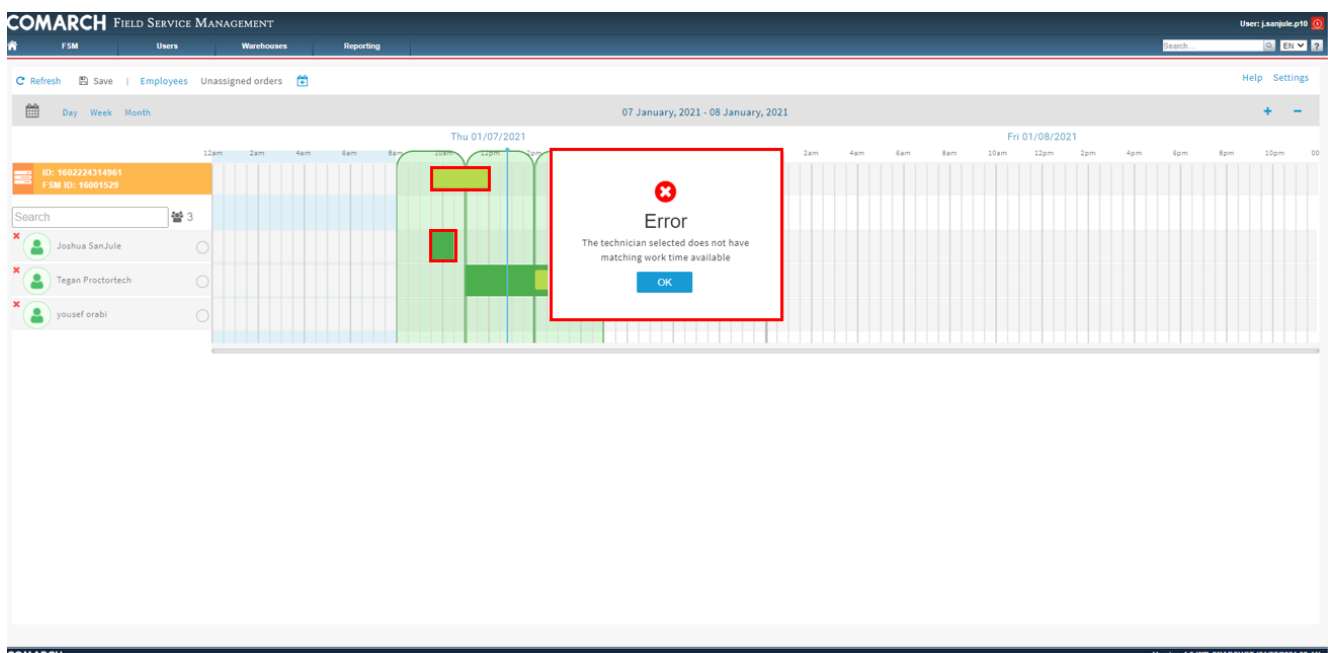 COMARCH FIELD SERVICE MANAGEMENT
User: j.sanjule.p10
FSM Users Warehouses Reporting
Search... EN ?
Refresh Save | Employees Unassigned orders
Help Settings
Day Week Month
07 January, 2021 - 08 January, 2021
+ -
Thu 01/07/2021 Fri 01/08/2021
12am 2am 4am 6am 8am 10am 12pm 2pm 2am 4am 6am 8am 10am 12pm 2pm 4pm 6pm 8pm 10pm 00
ID: 1602224314961
FSM ID: 16001529
Search 3
Joshua SanJule
Tegan Proctortech
yousef orabi
Error
The technician selected does not have
matching work time available
OK